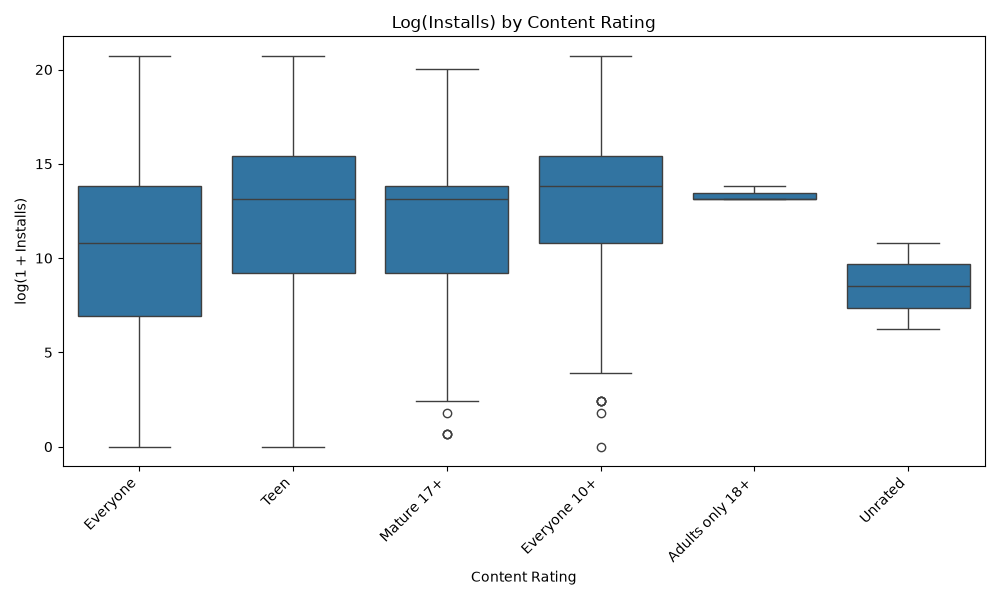 Log(Installs) by Content Rating
log(1 + Installs)
20
15
10
5
0
Everyone
Teen
Mature 17+
Everyone 10+
Adults only 18+
Unrated
Content Rating